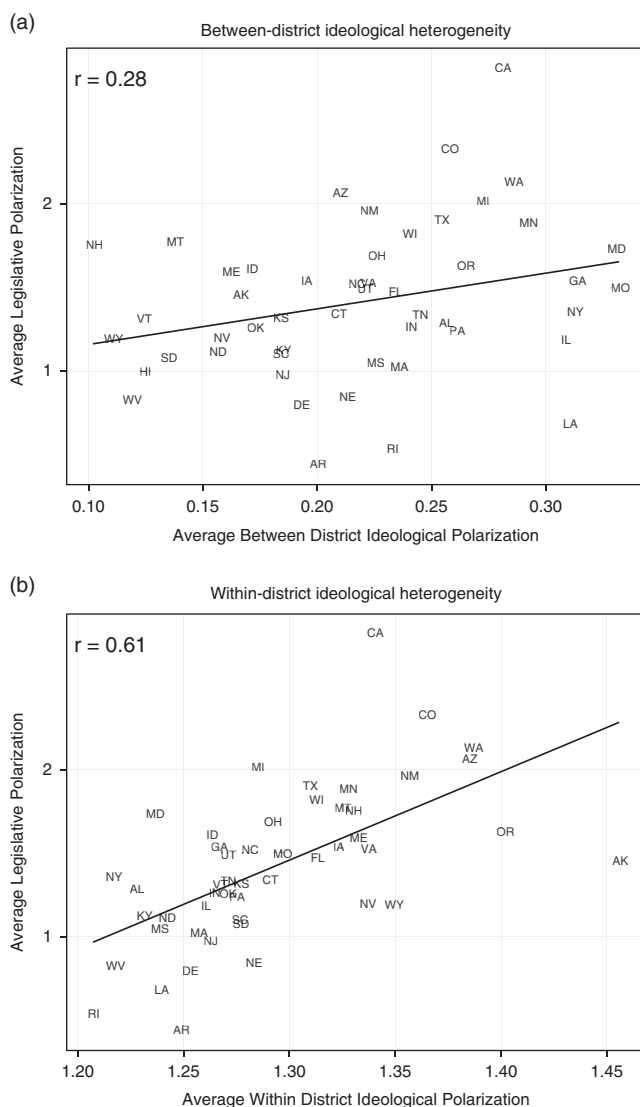 (a)
Between-district ideological heterogeneity
r = 0.28
CA
CO
WA
AZ
MI
NM
TX
MN
WI
NH
MT
MD
OH
OR
ME
ID
IA
NC
VA
UT
FL
GA
MO
AK
VT
KS
CT
TN
NY
OK
IN
AL
PA
WY
NV
IL
ND
KY
SC
SD
HI
NJ
MS
MA
WV
DE
NE
LA
RI
AR
2
1
Average Legislative Polarization
0.10 0.15 0.20 0.25 0.30
Average Between District Ideological Polarization
(b)
Within-district ideological heterogeneity
r = 0.61
CA
CO
WA
AZ
MI
NM
TX
MN
WI
MT
NH
MD
OH
OR
ID
ME
GA
UT
NC
MO
FL
IA
VA
AK
NY
AL
VT
TN
KS
CT
IN
OK
PA
IL
NV
WY
KY
ND
SC
SD
MS
MA
NJ
WV
DE
NE
LA
RI
AR
2
1
Average Legislative Polarization
1.20 1.25 1.30 1.35 1.40 1.45
Average Within District Ideological Polarization